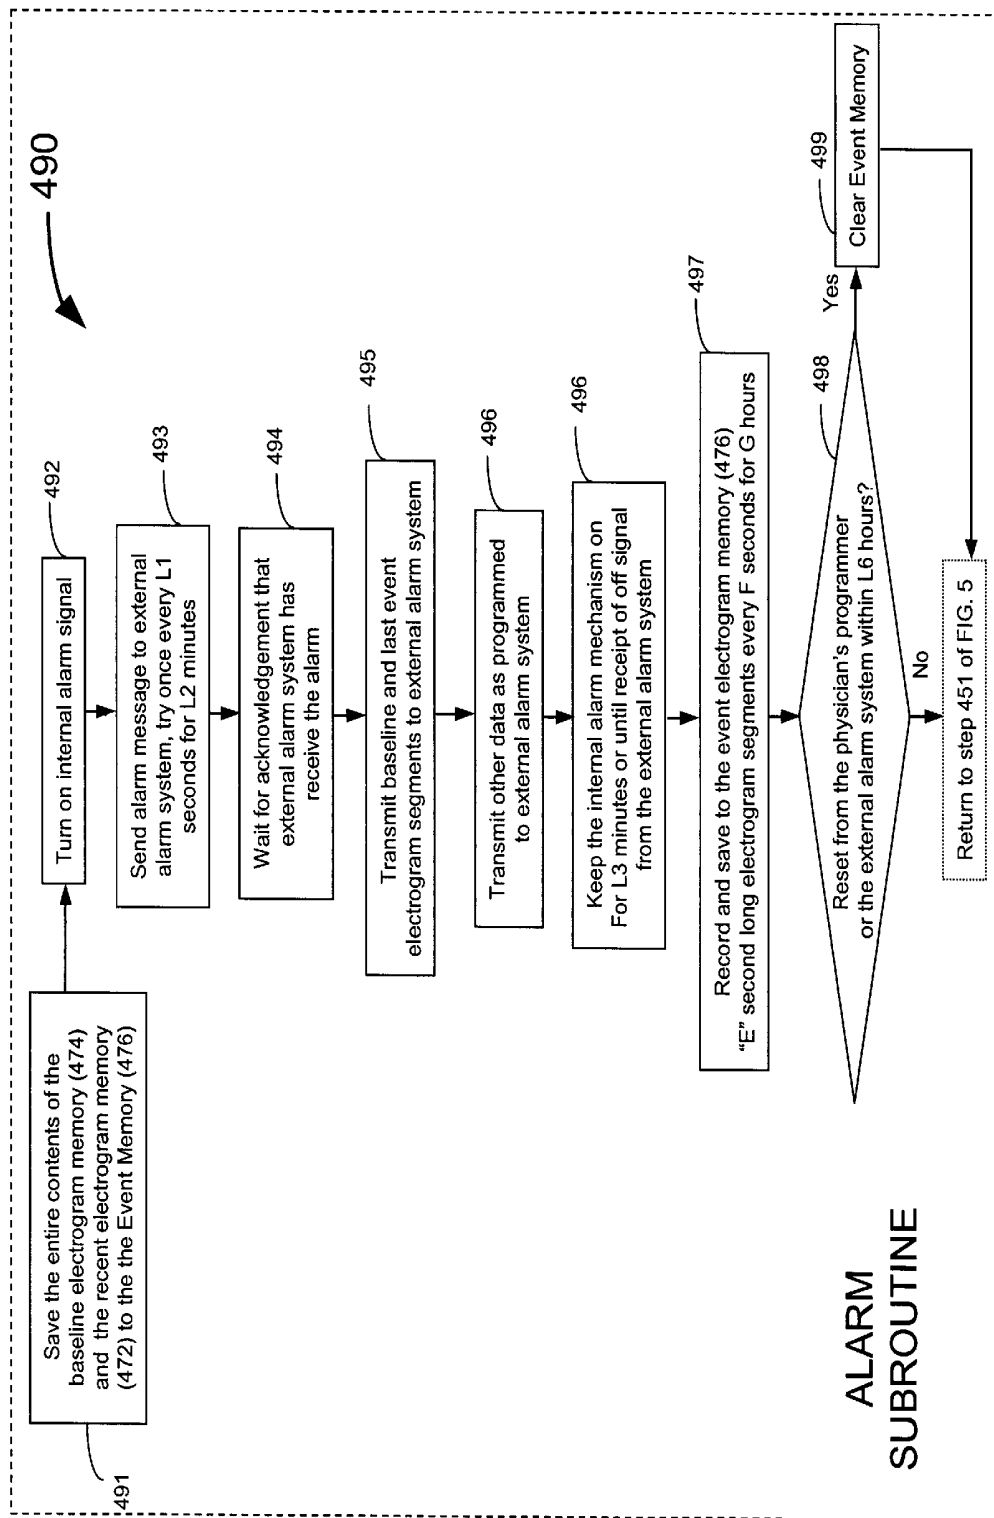 490
491
Save the entire contents of the
baseline electrogram memory (474)
and the recent electrogram memory
(472) to the the Event Memory (476)
492
Turn on internal alarm signal
493
Send alarm message to external
alarm system, try once every L1
seconds for L2 minutes
494
Wait for acknowledgement that
external alarm system has
receive the alarm
495
Transmit baseline and last event
electrogram segments to external alarm system
496
Transmit other data as programmed
to external alarm system
496
Keep the internal alarm mechanism on
For L3 minutes or until receipt of off signal
from the external alarm system
497
Record and save to the event electrogram memory (476)
“E” second long electrogram segments every F seconds for G hours
498
Reset from the physician’s programmer
or the external alarm system within L6 hours?
Yes
499
Clear Event Memory
No
Return to step 451 of FIG. 5
ALARM
SUBROUTINE